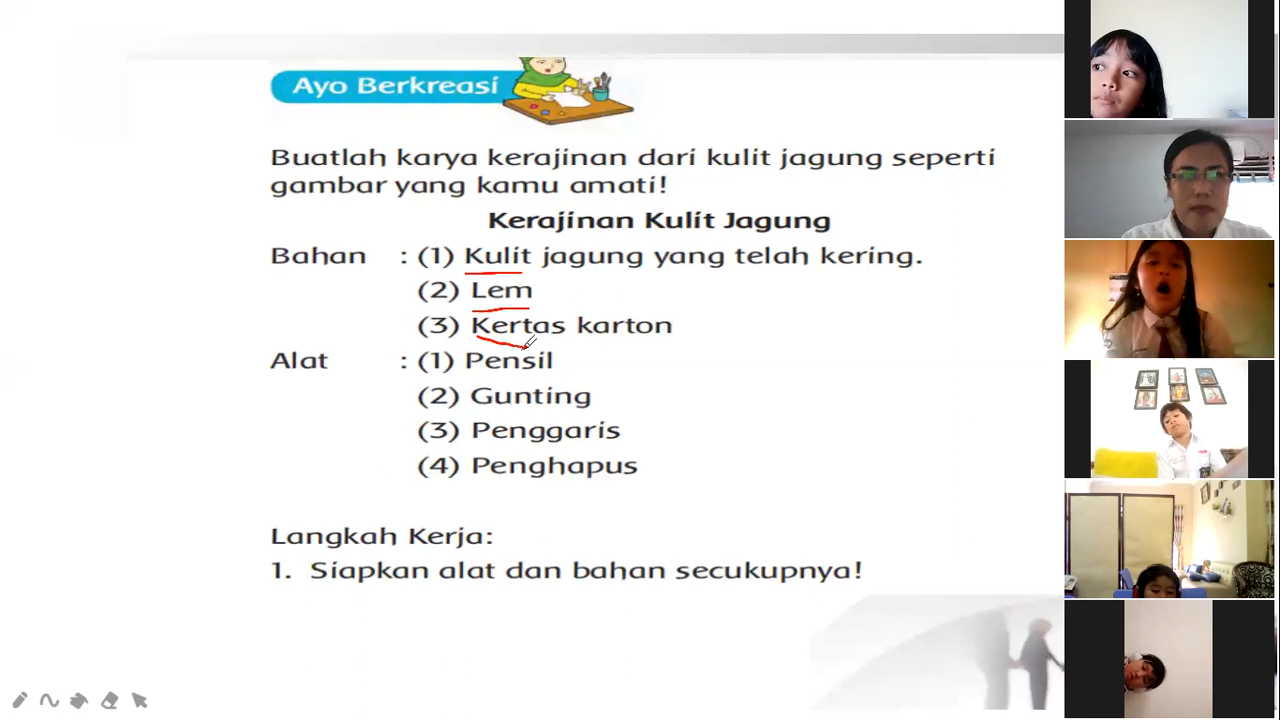 Ayo Berkreasi
Buatlah karya kerajinan dari kulit jagung seperti
gambar yang kamu amati!
Kerajinan Kulit Jagung
Bahan : (1) Kulit jagung yang telah kering.
(2) Lem
(3) Kertas karton
Alat : (1) Pensil
(2) Gunting
(3) Penggaris
(4) Penghapus
Langkah Kerja:
1. Siapkan alat dan bahan secukupnya!